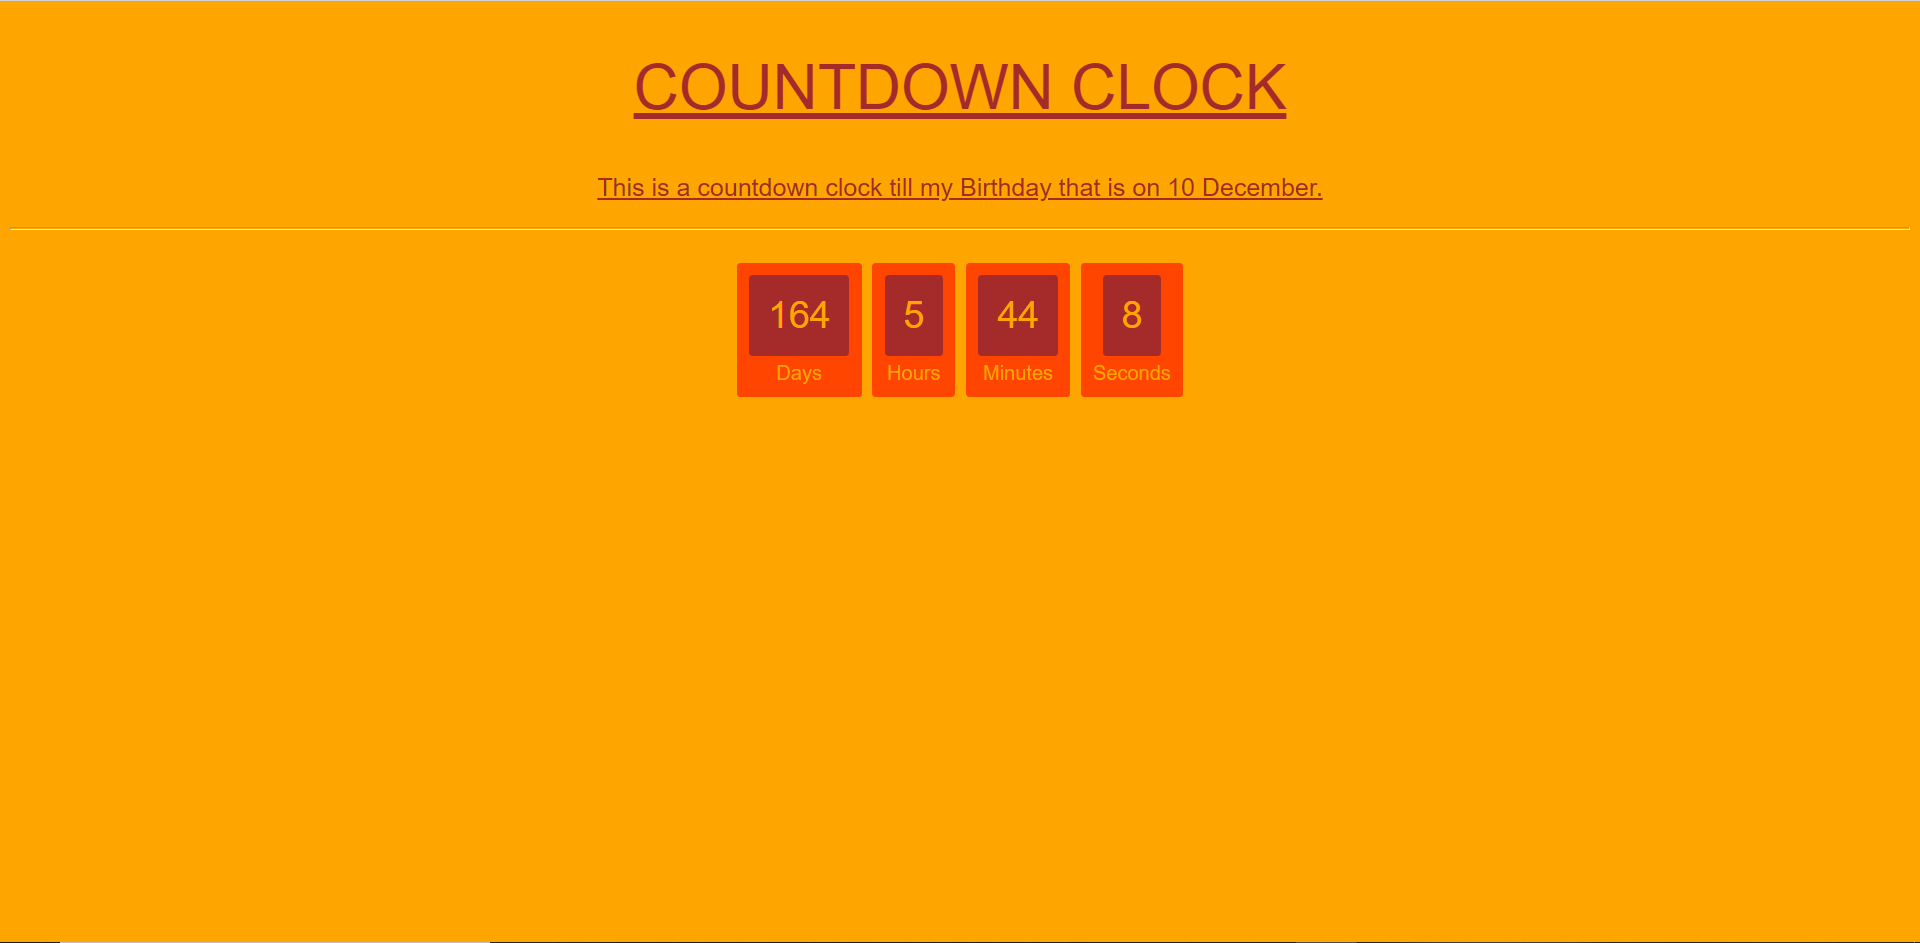 COUNTDOWN CLOCK
This is a countdown clock till my Birthday that is on 10 December.
164 5 44 8
Days Hours Minutes Seconds